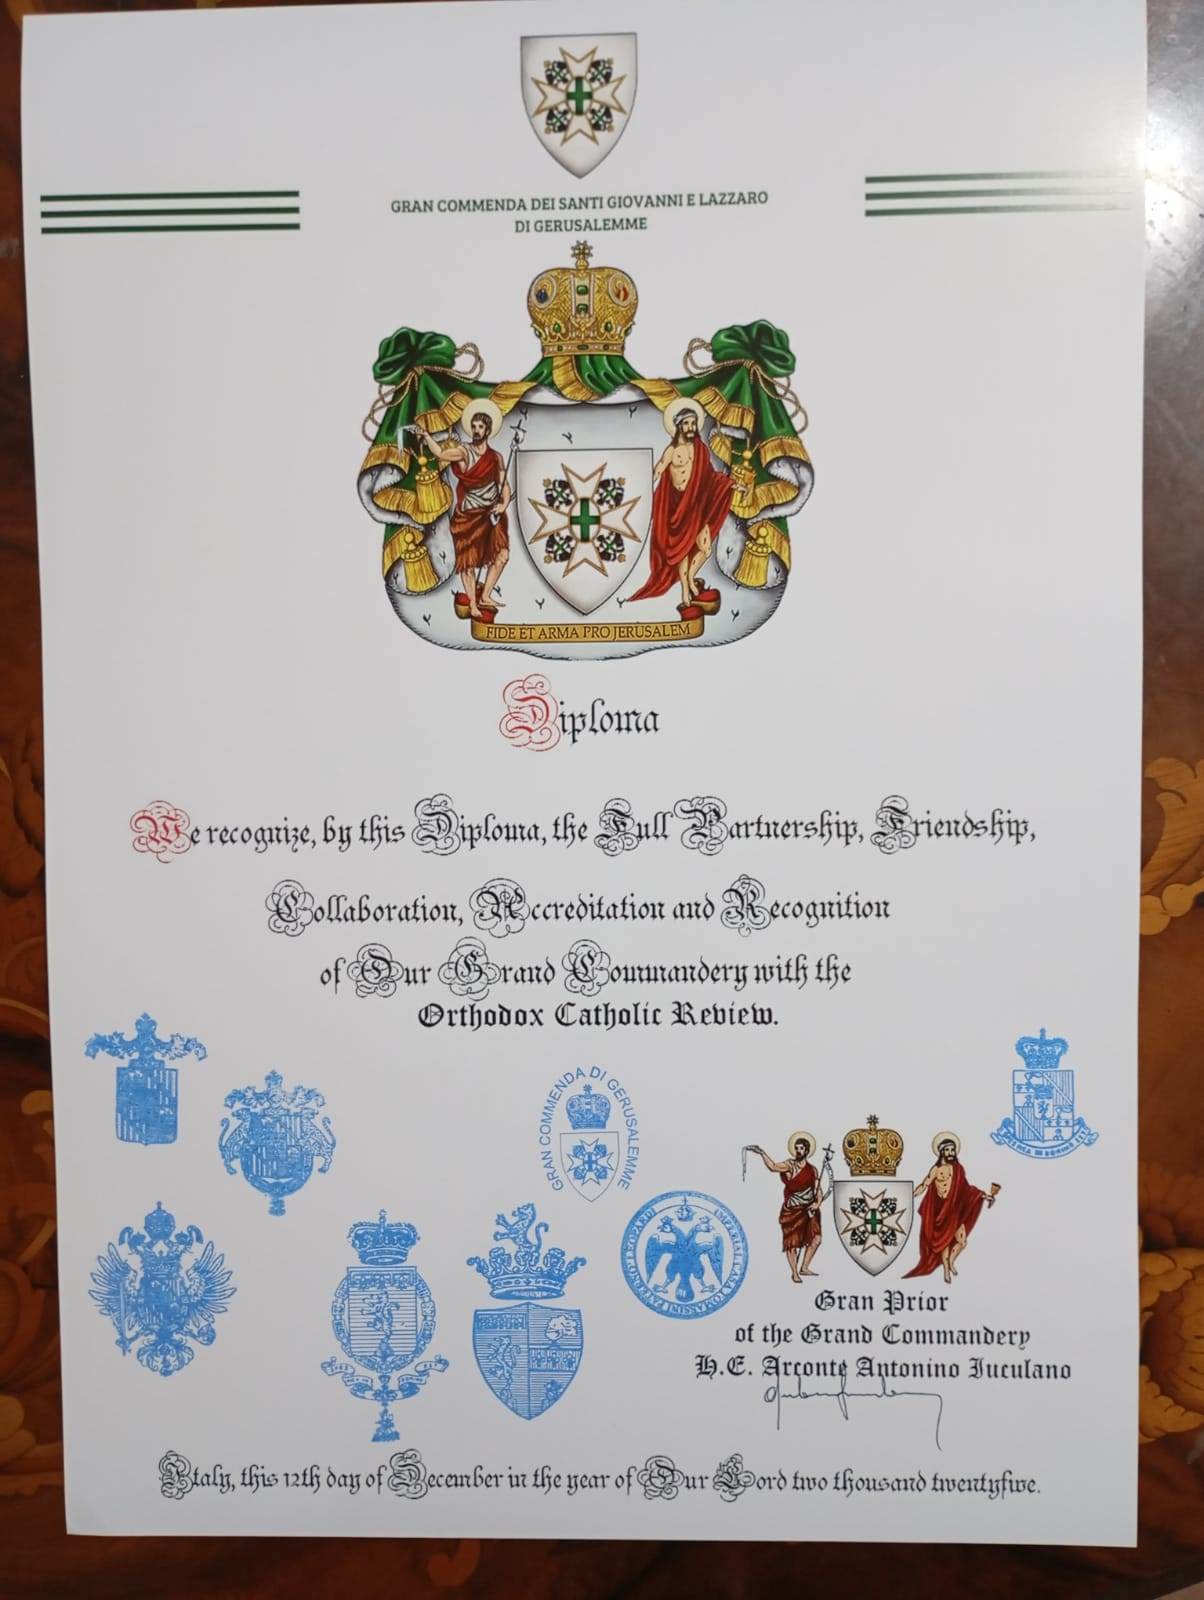 GRAN COMMENDA DEI SANTI GIOVANNI E LAZZARO
DI GERUSALEMME
FIDE ET ARMA PRO JERUSALEM
Diploma
We recognize, by this Diploma, the Full Partnership, Friendship,
Collaboration, Accreditation and Recognition
of Our Grand Commandery with the
Orthodox Catholic Review.
GRAN COMMENDA DI GERUSALEMME
Gran Prior
of the Grand Commandery
H.E. Arconte Antonino Iuculano
Italy, this 12th day of December in the year of Our Lord two thousand twentyfive.